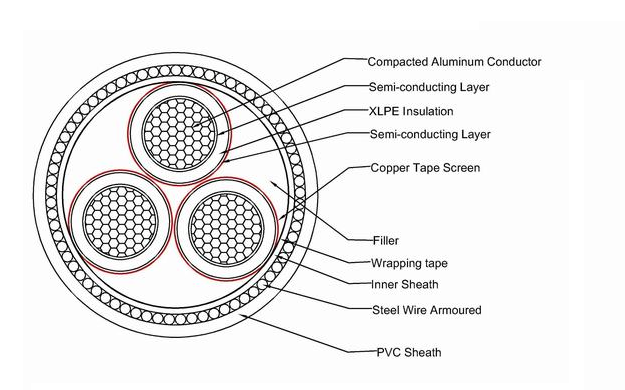 Compacted Aluminum Conductor
Semi-conducting Layer
XLPE Insulation
Semi-conducting Layer
Copper Tape Screen
Filler
Wrapping tape
Inner Sheath
Steel Wire Armoured
PVC Sheath